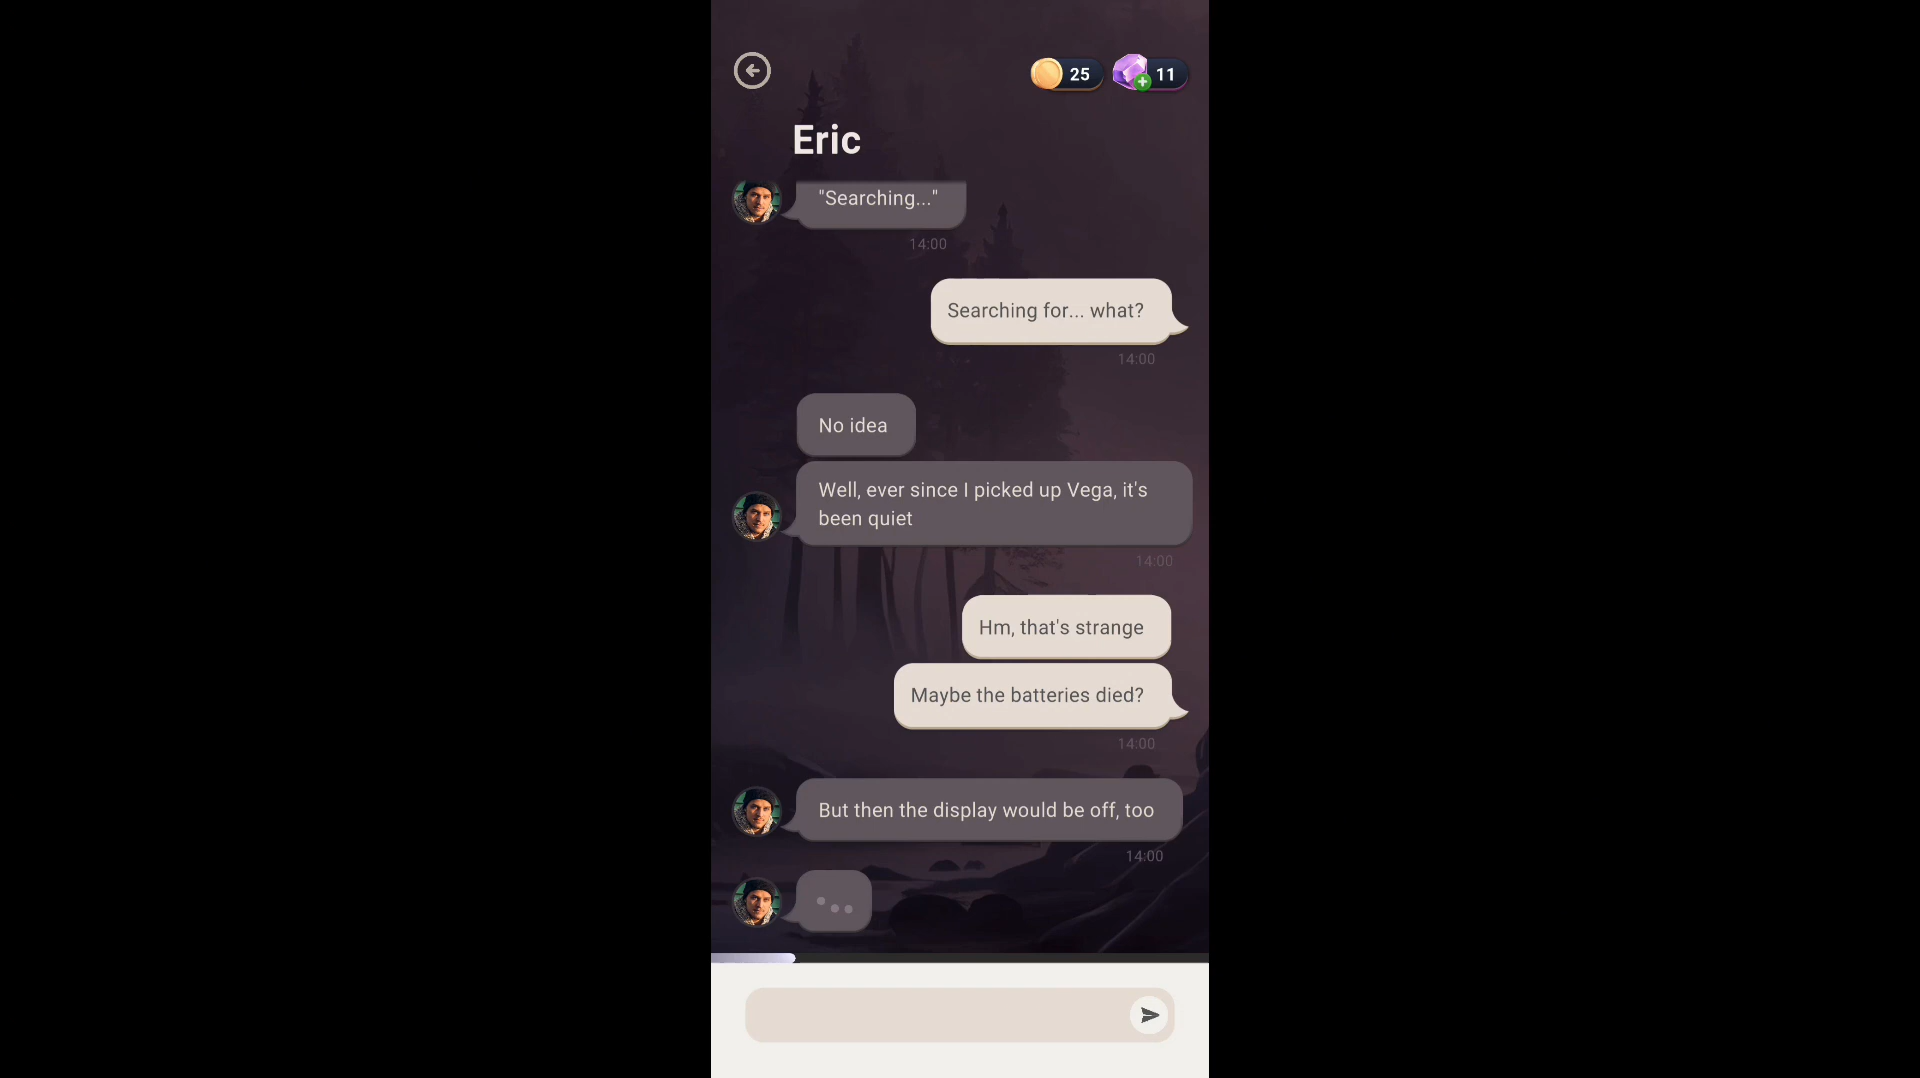 25
11
Eric
"Searching..."
14:00
Searching for... what?
14:00
No idea
Well, ever since I picked up Vega, it's
been quiet
14:00
Hm, that's strange
Maybe the batteries died?
14:00
But then the display would be off, too
14:00